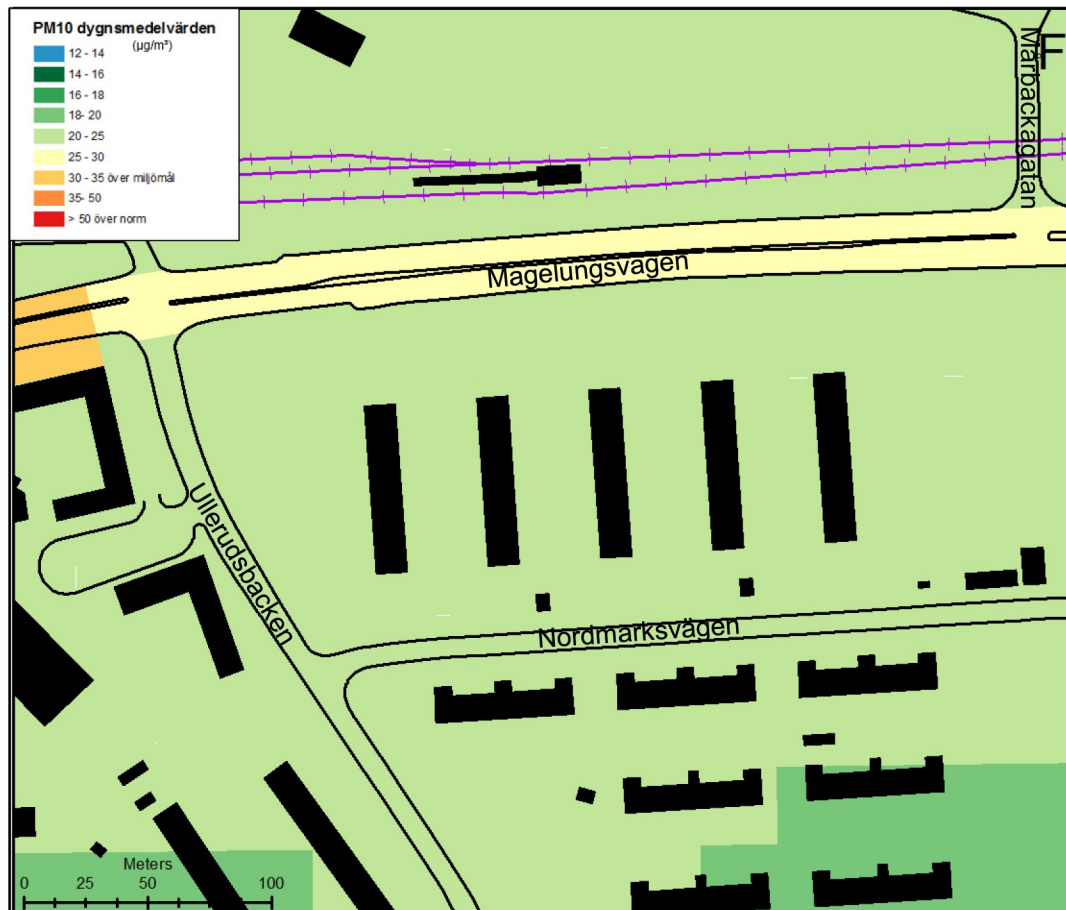 PM10 dygnsmedelvärden
(µg/m³)
12 - 14
14 - 16
16 - 18
18- 20
20 - 25
25 - 30
30 - 35 över miljömål
35- 50
> 50 över norm
F
Mårbackagatan
Magelungsvägen
Ullerudsbacken
Nordmarksvägen
Meters
0 25 50 100